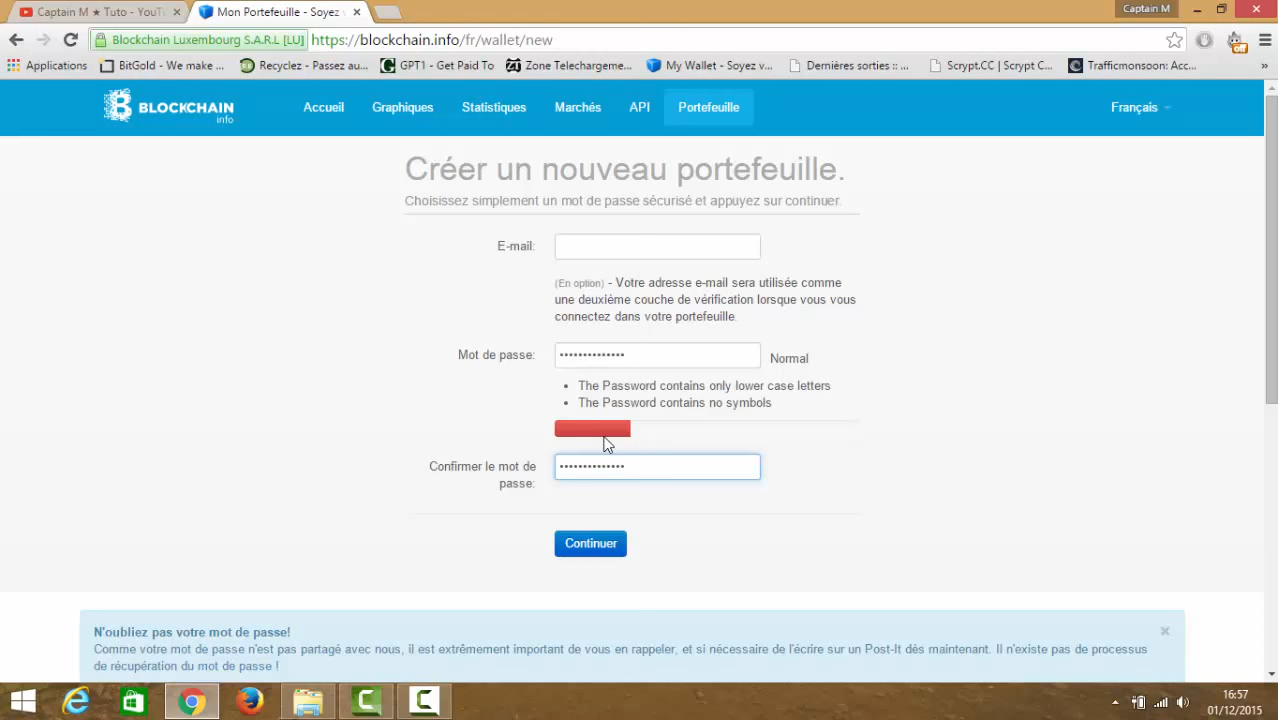 Captain M ★ Tuto - YouTu
Mon Portefeuille - Soyez v
Captain M
Blockchain Luxembourg S.A.R.L [LU]
https://blockchain.info/fr/wallet/new
off
Applications
BitGold - We make ...
Recyclez - Passez au...
GPT1 - Get Paid To
Zone Telechargeme...
My Wallet - Soyez v...
Dernières sorties :: ...
Scrypt.CC | Scrypt C...
Trafficmonsoon: Acc...
»
BLOCKCHAIN
info
Accueil
Graphiques
Statistiques
Marchés
API
Portefeuille
Français
Créer un nouveau portefeuille.
Choisissez simplement un mot de passe sécurisé et appuyez sur continuer.
E-mail:
(En option) - Votre adresse e-mail sera utilisée comme
une deuxième couche de vérification lorsque vous vous
connectez dans votre portefeuille.
Mot de passe:
••••••••••••••
Normal
• The Password contains only lower case letters
• The Password contains no symbols
Confirmer le mot de
passe:
••••••••••••••
Continuer
N'oubliez pas votre mot de passe!
Comme votre mot de passe n'est pas partagé avec nous, il est extrêmement important de vous en rappeler, et si nécessaire de l'écrire sur un Post-It dès maintenant. Il n'existe pas de processus
de récupération du mot de passe !
16:57
01/12/2015